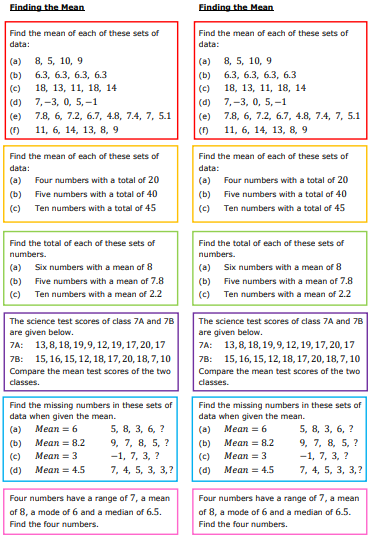 Finding the Mean
Find the mean of each of these sets of
data:
(a) 8, 5, 10, 9
(b) 6.3, 6.3, 6.3, 6.3
(c) 18, 13, 11, 18, 14
(d) 7, −3, 0, 5, −1
(e) 7.8, 6, 7.2, 6.7, 4.8, 7.4, 7, 5.1
(f) 11, 6, 14, 13, 8, 9
Find the mean of each of these sets of
data:
(a) Four numbers with a total of 20
(b) Five numbers with a total of 40
(c) Ten numbers with a total of 45
Find the total of each of these sets of
numbers.
(a) Six numbers with a mean of 8
(b) Five numbers with a mean of 7.8
(c) Ten numbers with a mean of 2.2
The science test scores of class 7A and 7B
are given below.
7A: 13, 8, 18, 19, 9, 12, 19, 17, 20, 17
7B: 15, 16, 15, 12, 18, 17, 20, 18, 7, 10
Compare the mean test scores of the two
classes.
Find the missing numbers in these sets of
data when given the mean.
(a) Mean = 6 5, 8, 3, 6, ?
(b) Mean = 8.2 9, 7, 8, 5, ?
(c) Mean = 3 −1, 7, 3, ?
(d) Mean = 4.5 7, 4, 5, 3, 3, ?
Four numbers have a range of 7, a mean
of 8, a mode of 6 and a median of 6.5.
Find the four numbers.
Finding the Mean
Find the mean of each of these sets of
data:
(a) 8, 5, 10, 9
(b) 6.3, 6.3, 6.3, 6.3
(c) 18, 13, 11, 18, 14
(d) 7, −3, 0, 5, −1
(e) 7.8, 6, 7.2, 6.7, 4.8, 7.4, 7, 5.1
(f) 11, 6, 14, 13, 8, 9
Find the mean of each of these sets of
data:
(a) Four numbers with a total of 20
(b) Five numbers with a total of 40
(c) Ten numbers with a total of 45
Find the total of each of these sets of
numbers.
(a) Six numbers with a mean of 8
(b) Five numbers with a mean of 7.8
(c) Ten numbers with a mean of 2.2
The science test scores of class 7A and 7B
are given below.
7A: 13, 8, 18, 19, 9, 12, 19, 17, 20, 17
7B: 15, 16, 15, 12, 18, 17, 20, 18, 7, 10
Compare the mean test scores of the two
classes.
Find the missing numbers in these sets of
data when given the mean.
(a) Mean = 6 5, 8, 3, 6, ?
(b) Mean = 8.2 9, 7, 8, 5, ?
(c) Mean = 3 −1, 7, 3, ?
(d) Mean = 4.5 7, 4, 5, 3, 3, ?
Four numbers have a range of 7, a mean
of 8, a mode of 6 and a median of 6.5.
Find the four numbers.